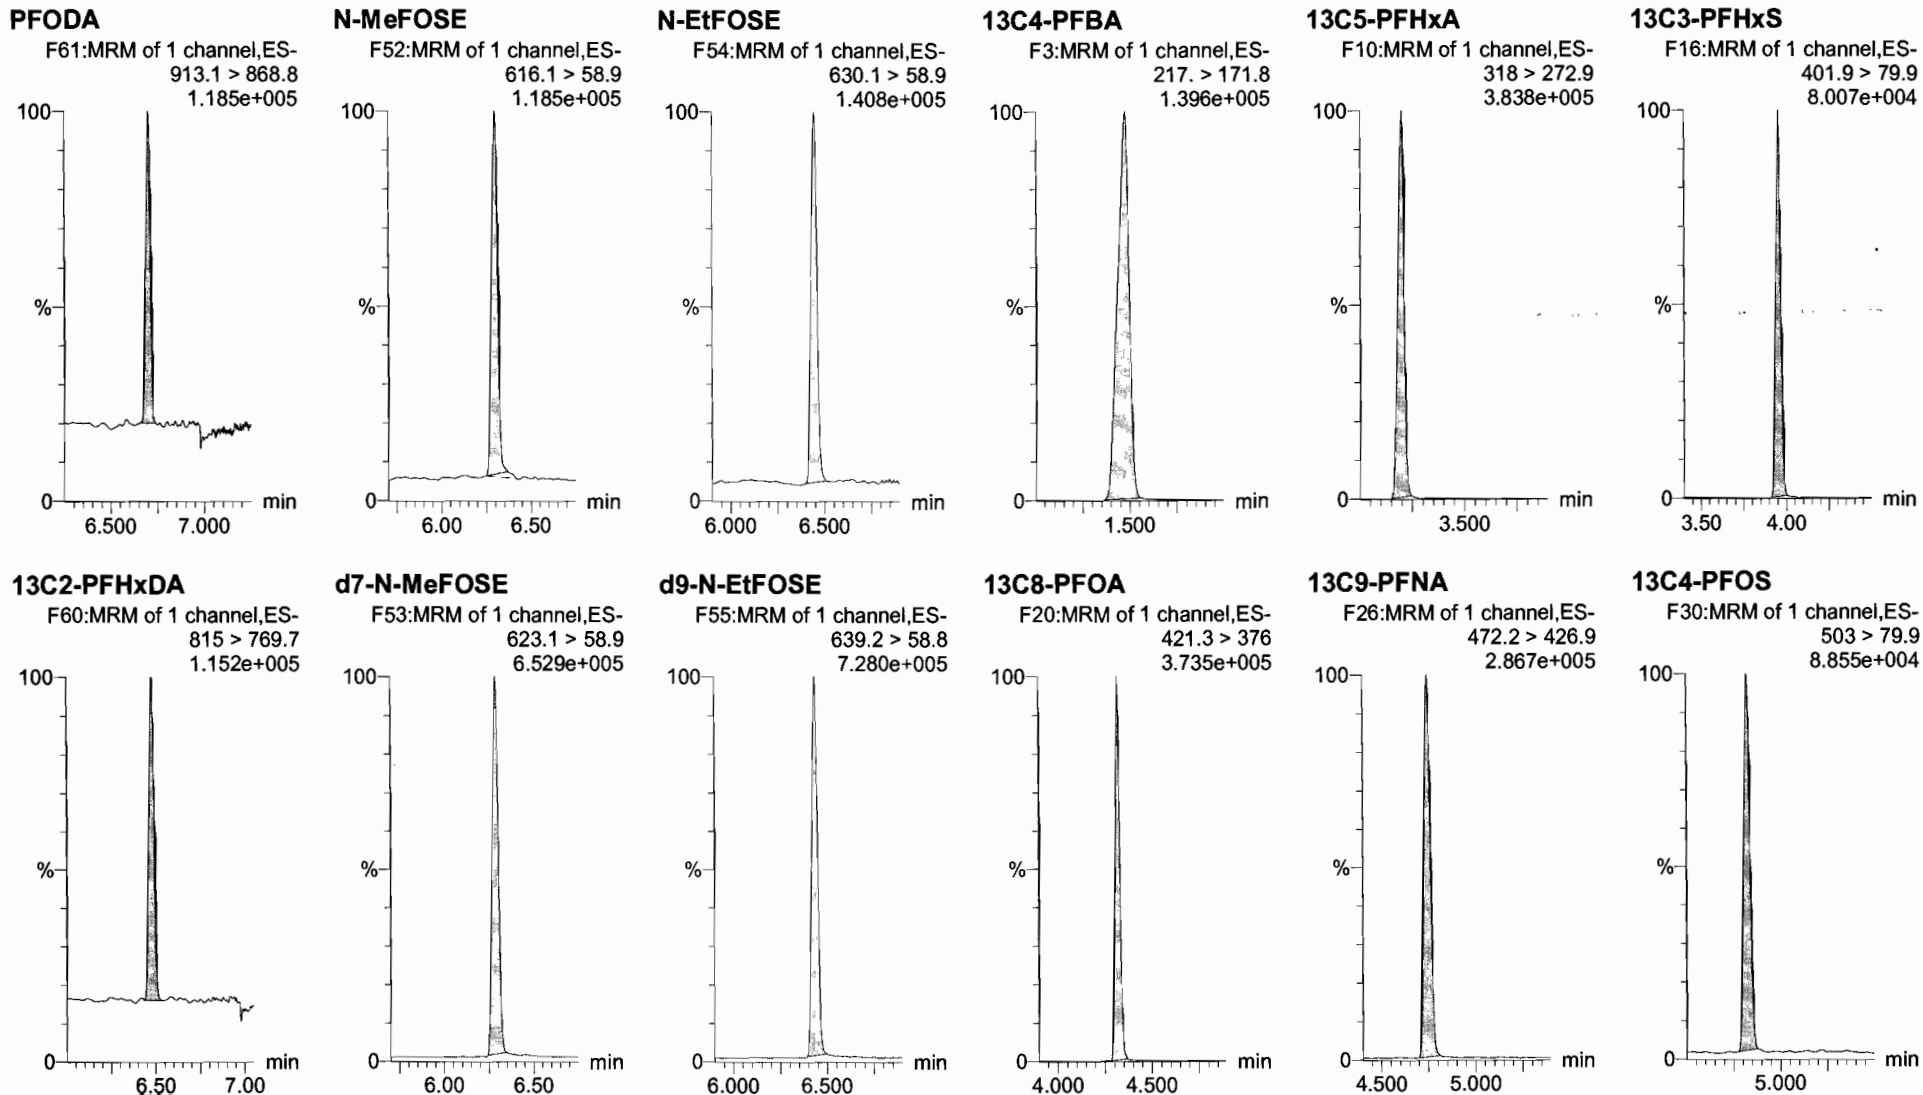 PFODA
F61:MRM of 1 channel,ES-
913.1 > 868.8
1.185e+005
100
%
0
min
6.500 7.000
N-MeFOSE
F52:MRM of 1 channel,ES-
616.1 > 58.9
1.185e+005
100
%
0
min
6.00 6.50
N-EtFOSE
F54:MRM of 1 channel,ES-
630.1 > 58.9
1.408e+005
100
%
0
min
6.000 6.500
13C4-PFBA
F3:MRM of 1 channel,ES-
217. > 171.8
1.396e+005
100
%
0
min
1.500
13C5-PFHxA
F10:MRM of 1 channel,ES-
318 > 272.9
3.838e+005
100
%
0
min
3.500
13C3-PFHxS
F16:MRM of 1 channel,ES-
401.9 > 79.9
8.007e+004
100
%
0
min
3.50 4.00
13C2-PFHxDA
F60:MRM of 1 channel,ES-
815 > 769.7
1.152e+005
100
%
0
min
6.50 7.00
d7-N-MeFOSE
F53:MRM of 1 channel,ES-
623.1 > 58.9
6.529e+005
100
%
0
min
6.00 6.50
d9-N-EtFOSE
F55:MRM of 1 channel,ES-
639.2 > 58.8
7.280e+005
100
%
0
min
6.000 6.500
13C8-PFOA
F20:MRM of 1 channel,ES-
421.3 > 376
3.735e+005
100
%
0
min
4.000 4.500
13C9-PFNA
F26:MRM of 1 channel,ES-
472.2 > 426.9
2.867e+005
100
%
0
min
4.500 5.000
13C4-PFOS
F30:MRM of 1 channel,ES-
503 > 79.9
8.855e+004
100
%
0
min
5.000